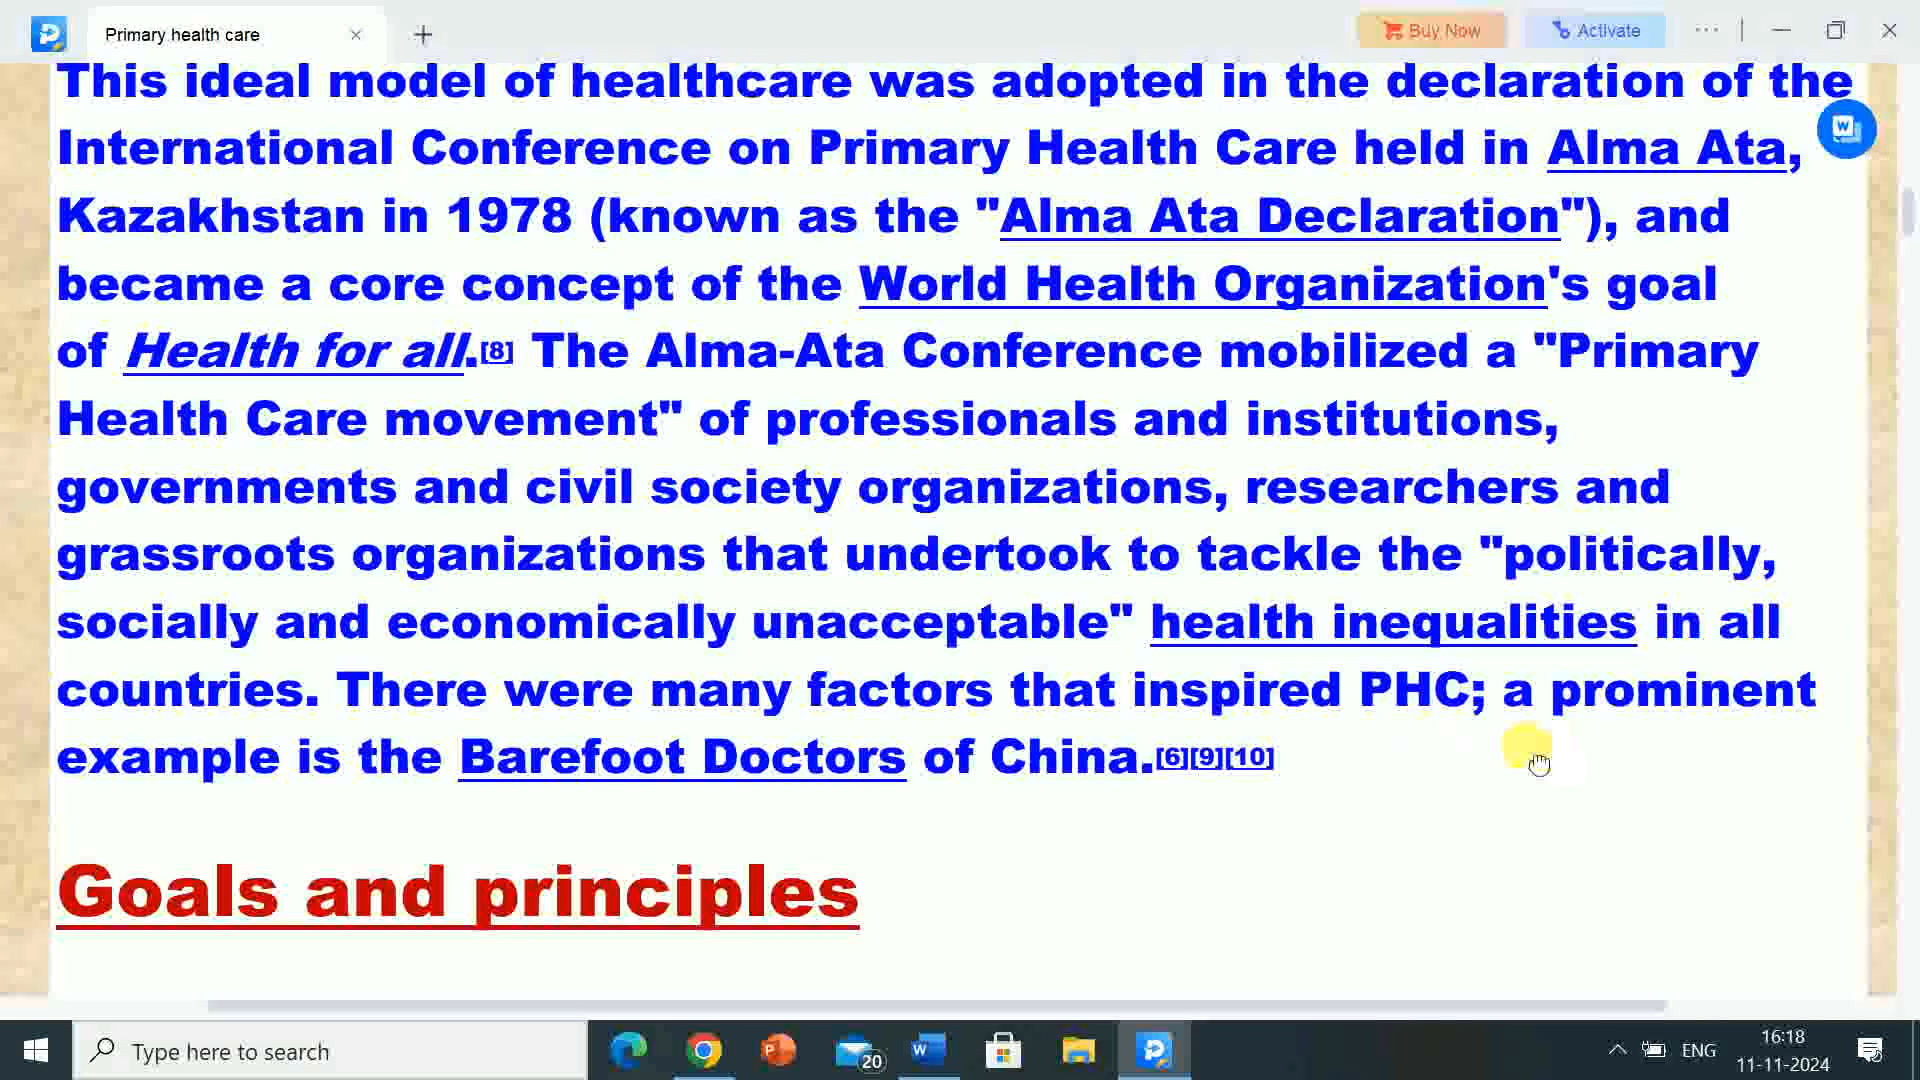 Primary health care
Buy Now
Activate
This ideal model of healthcare was adopted in the declaration of the
International Conference on Primary Health Care held in Alma Ata,
Kazakhstan in 1978 (known as the "Alma Ata Declaration"), and
became a core concept of the World Health Organization's goal
of Health for all.[8] The Alma-Ata Conference mobilized a "Primary
Health Care movement" of professionals and institutions,
governments and civil society organizations, researchers and
grassroots organizations that undertook to tackle the "politically,
socially and economically unacceptable" health inequalities in all
countries. There were many factors that inspired PHC; a prominent
example is the Barefoot Doctors of China.[6][9][10]
Goals and principles
Type here to search
20
ENG
16:18
11-11-2024